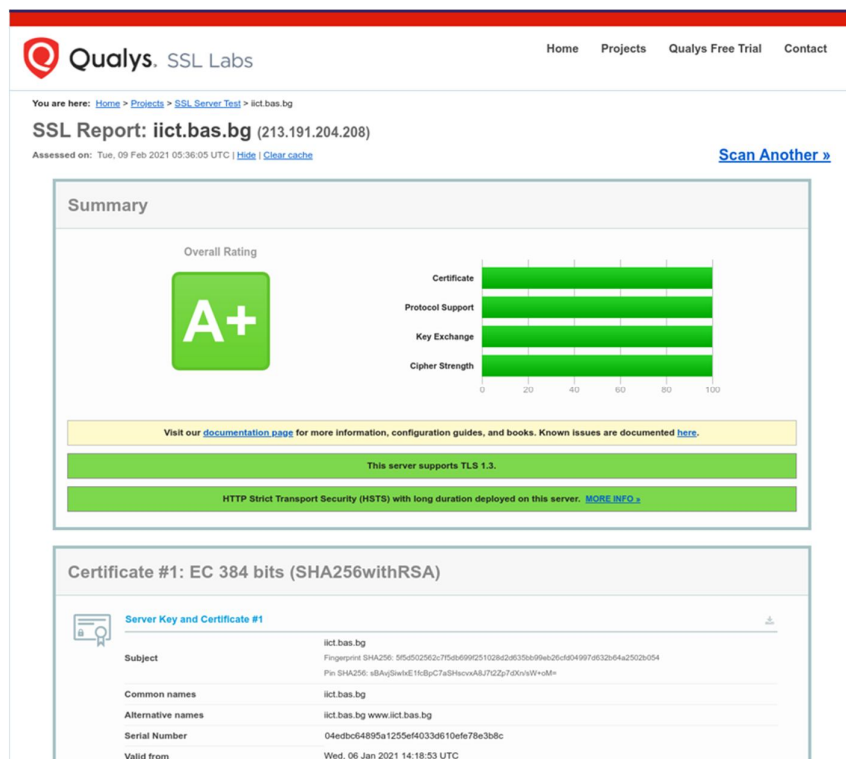 Qualys. SSL Labs
Home Projects Qualys Free Trial Contact
You are here: Home > Projects > SSL Server Test > iict.bas.bg
SSL Report: iict.bas.bg (213.191.204.208)
Assessed on: Tue, 09 Feb 2021 05:36:05 UTC | Hide | Clear cache
Scan Another »
Summary
Overall Rating
A+
Certificate
Protocol Support
Key Exchange
Cipher Strength
0 20 40 60 80 100
Visit our documentation page for more information, configuration guides, and books. Known issues are documented here.
This server supports TLS 1.3.
HTTP Strict Transport Security (HSTS) with long duration deployed on this server. MORE INFO »
Certificate #1: EC 384 bits (SHA256withRSA)
Server Key and Certificate #1
Subject
iict.bas.bg
Fingerprint SHA256:
Pin SHA256:
Common names iict.bas.bg
Alternative names iict.bas.bg www.iict.bas.bg
Serial Number 04edbc64895a1255ef4033d610efe78e3b8c
Valid from Wed, 06 Jan 2021 14:18:53 UTC